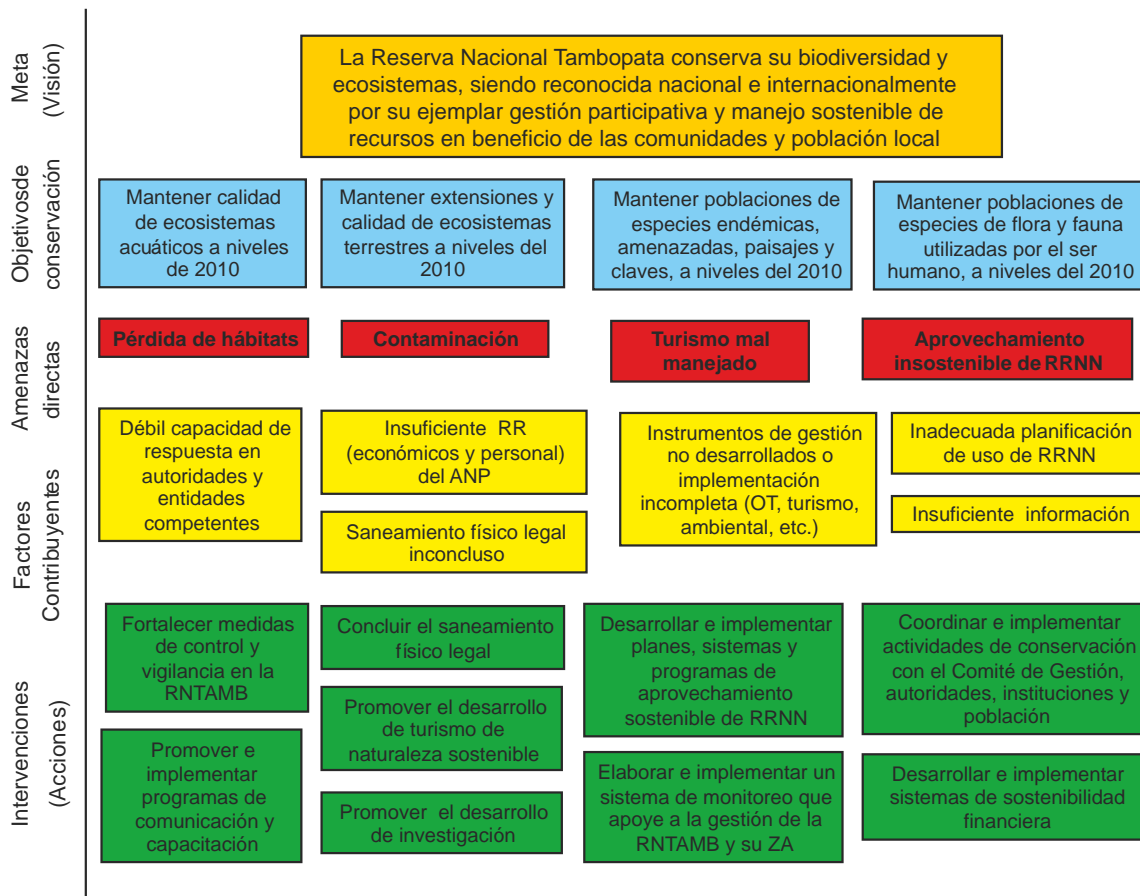 Meta
(Visión)
La Reserva Nacional Tambopata conserva su biodiversidad y
ecosistemas, siendo reconocida nacional e internacionalmente
por su ejemplar gestión participativa y manejo sostenible de
recursos en beneficio de las comunidades y población local
Objetivosde
conservación
Mantener calidad
de ecosistemas
acuáticos a niveles
de 2010
Mantener extensiones y
calidad de ecosistemas
terrestres a niveles del
2010
Mantener poblaciones de
especies endémicas,
amenazadas, paisajes y
claves, a niveles del 2010
Mantener poblaciones de
especies de flora y fauna
utilizadas por el ser
humano, a niveles del 2010
Amenazas
directas
Pérdida de hábitats
Contaminación
Turismo mal
manejado
Aprovechamiento
insostenible de RRNN
Factores
Contribuyentes
Débil capacidad de
respuesta en
autoridades y
entidades
competentes
Insuficiente RR
(económicos y personal)
del ANP
Saneamiento físico legal
inconcluso
Instrumentos de gestión
no desarrollados o
implementación
incompleta (OT, turismo,
ambiental, etc.)
Inadecuada planificación
de uso de RRNN
Insuficiente información
Intervenciones
(Acciones)
Fortalecer medidas
de control y
vigilancia en la
RNTAMB
Promover e
implementar
programas de
comunicación y
capacitación
Concluir el saneamiento
físico legal
Promover el desarrollo
de turismo de
naturaleza sostenible
Promover el desarrollo
de investigación
Desarrollar e implementar
planes, sistemas y
programas de
aprovechamiento
sostenible de RRNN
Elaborar e implementar un
sistema de monitoreo que
apoye a la gestión de la
RNTAMB y su ZA
Coordinar e implementar
actividades de conservación
con el Comité de Gestión,
autoridades, instituciones y
población
Desarrollar e implementar
sistemas de sostenibilidad
financiera